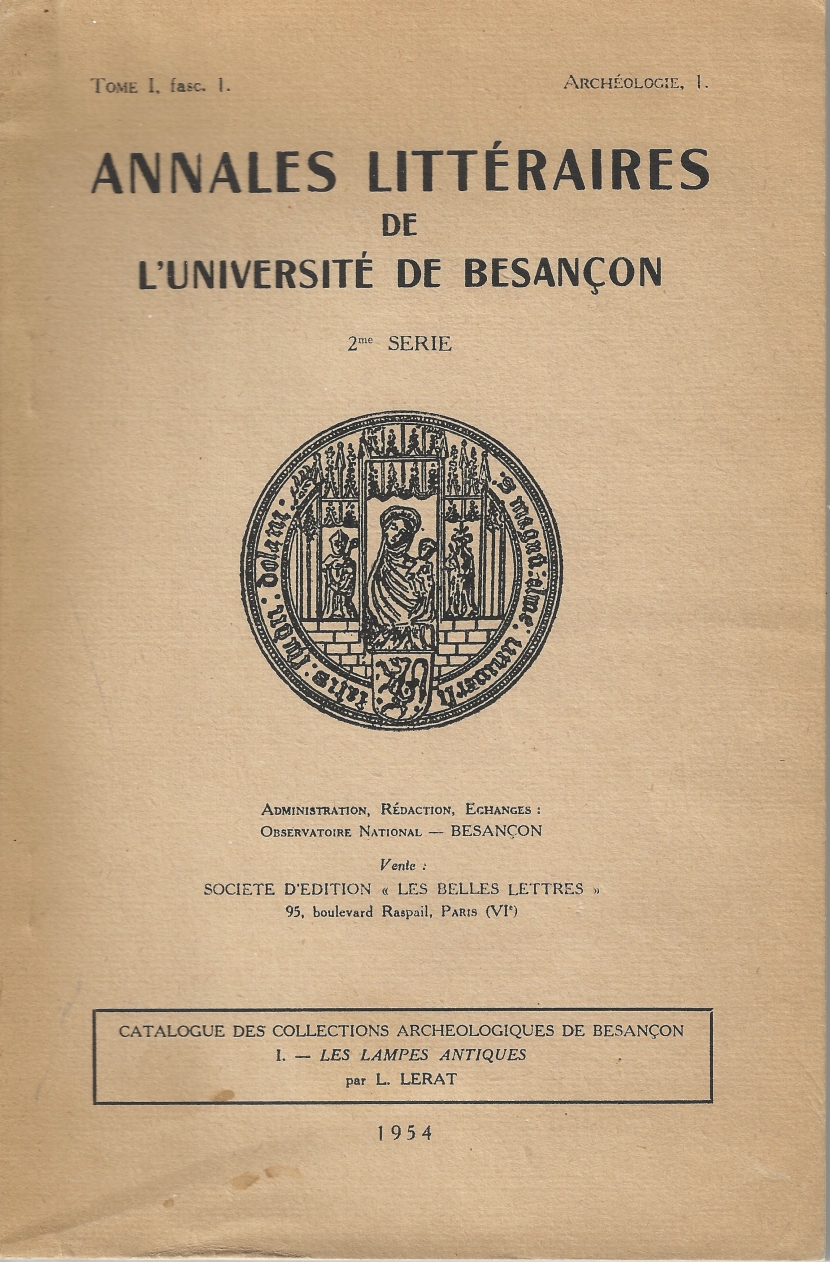 TOME I, fasc. 1.
ARCHÉOLOGIE, 1.
ANNALES LITTÉRAIRES
DE
L'UNIVERSITÉ DE BESANÇON
2me SERIE
ADMINISTRATION, RÉDACTION, ECHANGES :
OBSERVATOIRE NATIONAL — BESANÇON
Vente :
SOCIETE D'EDITION « LES BELLES LETTRES »
95, boulevard Raspail, PARIS (VIe)
CATALOGUE DES COLLECTIONS ARCHEOLOGIQUES DE BESANÇON
I. — LES LAMPES ANTIQUES
par L. LERAT
1954